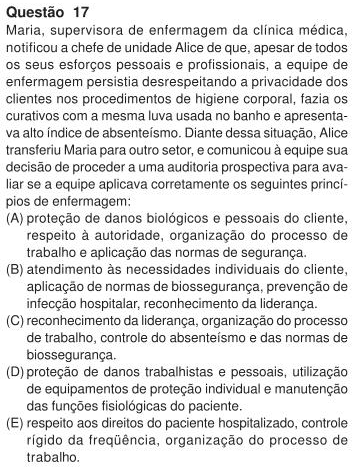 Questão 17
Maria, supervisora de enfermagem da clínica médica,
notificou a chefe de unidade Alice de que, apesar de todos
os seus esforços pessoais e profissionais, a equipe de
enfermagem persistia desrespeitando a privacidade dos
clientes nos procedimentos de higiene corporal, fazia os
curativos com a mesma luva usada no banho e apresenta-
va alto índice de absenteísmo. Diante dessa situação, Alice
transferiu Maria para outro setor, e comunicou à equipe sua
decisão de proceder a uma auditoria prospectiva para ava-
liar se a equipe aplicava corretamente os seguintes princí-
pios de enfermagem:
(A) proteção de danos biológicos e pessoais do cliente,
respeito à autoridade, organização do processo de
trabalho e aplicação das normas de segurança.
(B) atendimento às necessidades individuais do cliente,
aplicação de normas de biossegurança, prevenção de
infecção hospitalar, reconhecimento da liderança.
(C) reconhecimento da liderança, organização do processo
de trabalho, controle do absenteísmo e das normas de
biossegurança.
(D) proteção de danos trabalhistas e pessoais, utilização
de equipamentos de proteção individual e manutenção
das funções fisiológicas do paciente.
(E) respeito aos direitos do paciente hospitalizado, controle
rígido da freqüência, organização do processo de
trabalho.